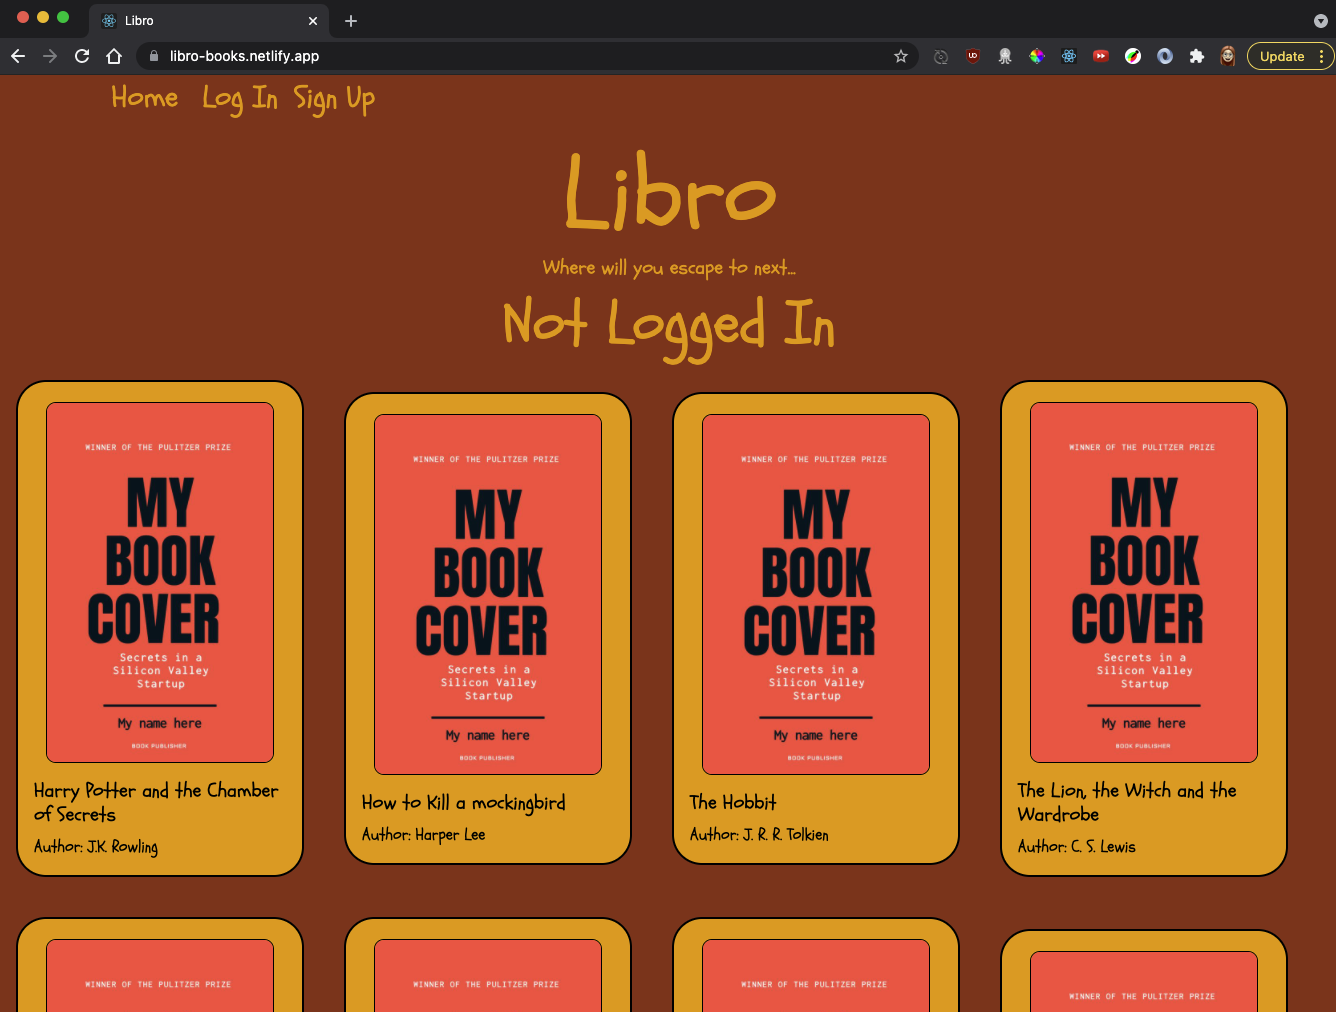 Libro
libro-books.netlify.app
Update
Home Log In Sign Up
Libro
Where will you escape to next...
Not Logged In
WINNER OF THE PULITZER PRIZE
MY
BOOK
COVER
Secrets in a
Silicon Valley
Startup
My name here
BOOK PUBLISHER
Harry Potter and the Chamber
of Secrets
Author: J.K. Rowling
WINNER OF THE PULITZER PRIZE
MY
BOOK
COVER
Secrets in a
Silicon Valley
Startup
My name here
BOOK PUBLISHER
How to Kill a mockingbird
Author: Harper Lee
WINNER OF THE PULITZER PRIZE
MY
BOOK
COVER
Secrets in a
Silicon Valley
Startup
My name here
BOOK PUBLISHER
The Hobbit
Author: J. R. R. Tolkien
WINNER OF THE PULITZER PRIZE
MY
BOOK
COVER
Secrets in a
Silicon Valley
Startup
My name here
BOOK PUBLISHER
The Lion, the Witch and the
Wardrobe
Author: C. S. Lewis
WINNER OF THE PULITZER PRIZE
WINNER OF THE PULITZER PRIZE
WINNER OF THE PULITZER PRIZE
WINNER OF THE PULITZER PRIZE